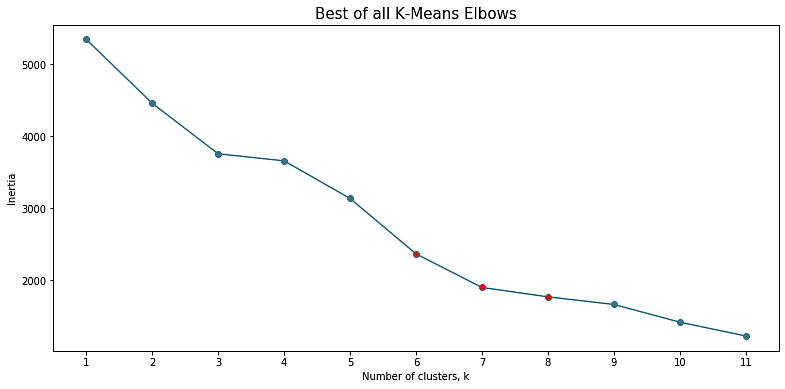 Best of all K-Means Elbows
5000
4000
3000
2000
Inertia
1 2 3 4 5 6 7 8 9 10 11
Number of clusters, k